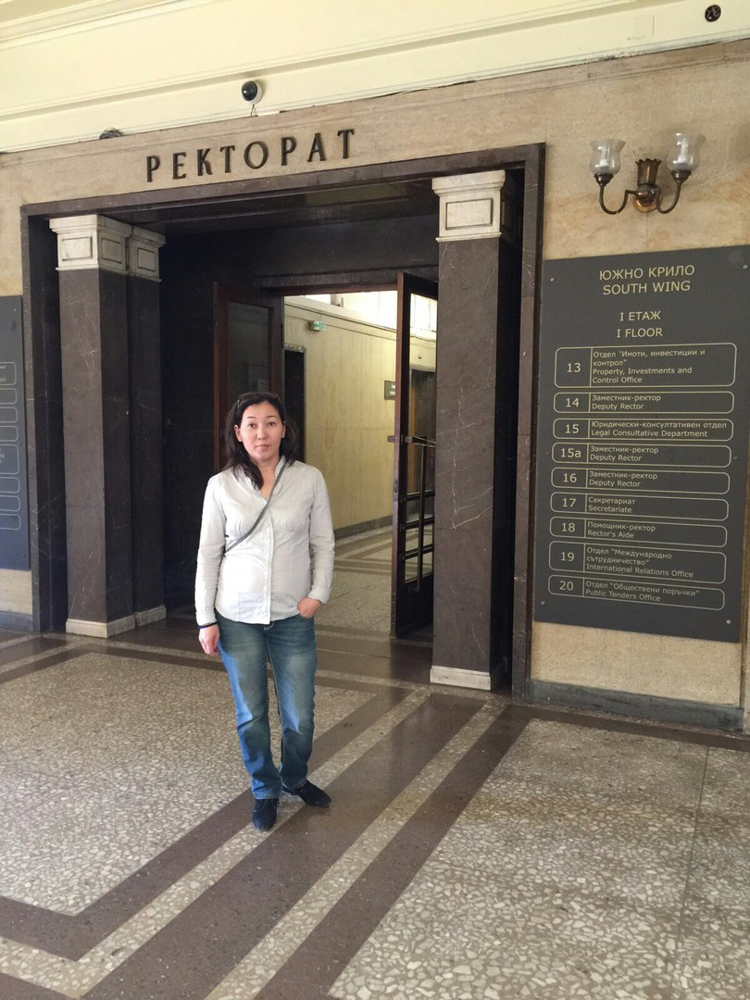 РЕКТОРАТ
ЮЖНО КРИЛО
SOUTH WING
I ЕТАЖ
I FLOOR
13
Отдел "Имоти, инвестиции и
контрол"
Property, Investments and
Control Office
14
Заместник-ректор
Deputy Rector
15
Юридически-консултативен отдел
Legal Consultative Department
15а
Заместник-ректор
Deputy Rector
16
Заместник-ректор
Deputy Rector
17
Секретариат
Secretariate
18
Помощник-ректор
Rector's Aide
19
Отдел "Международно
сътрудничество"
International Relations Office
20
Отдел "Обществени поръчки"
Public Tenders Office